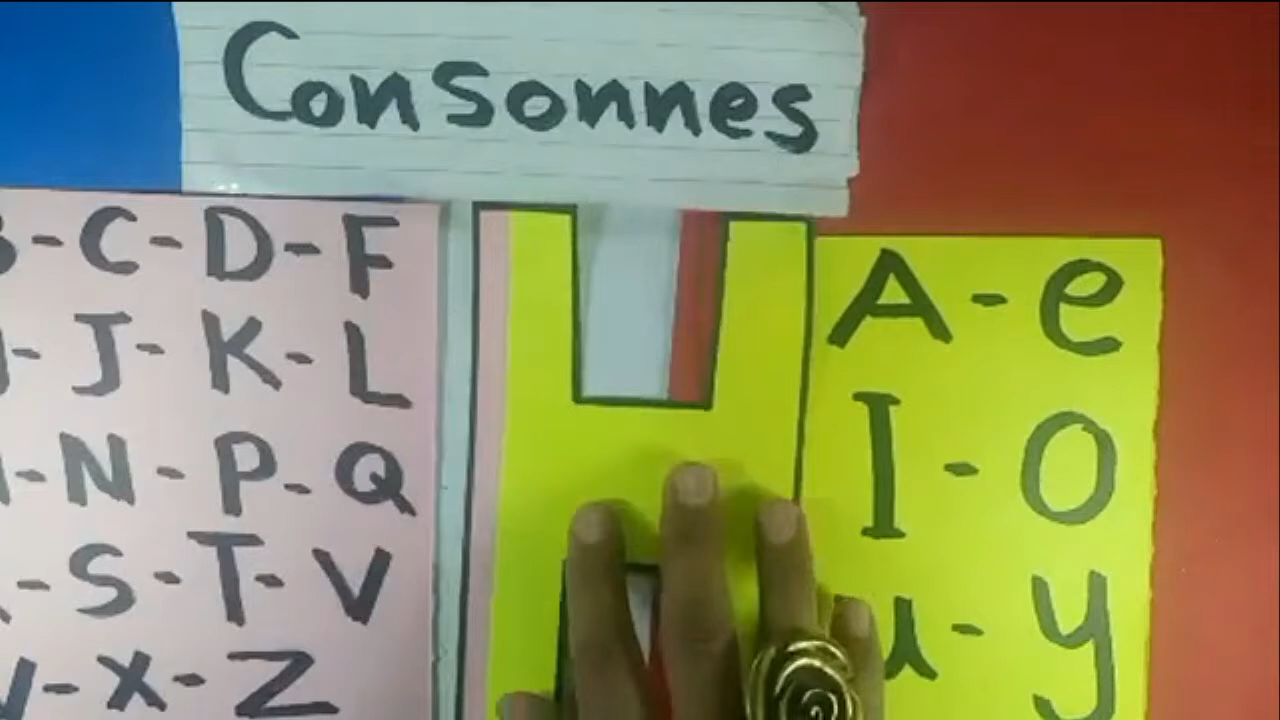 Consonnes
B-C-D-F
-J-K-L
-N-P-Q
-S-T-V
-X-Z
H
A-e
I-O
u-y